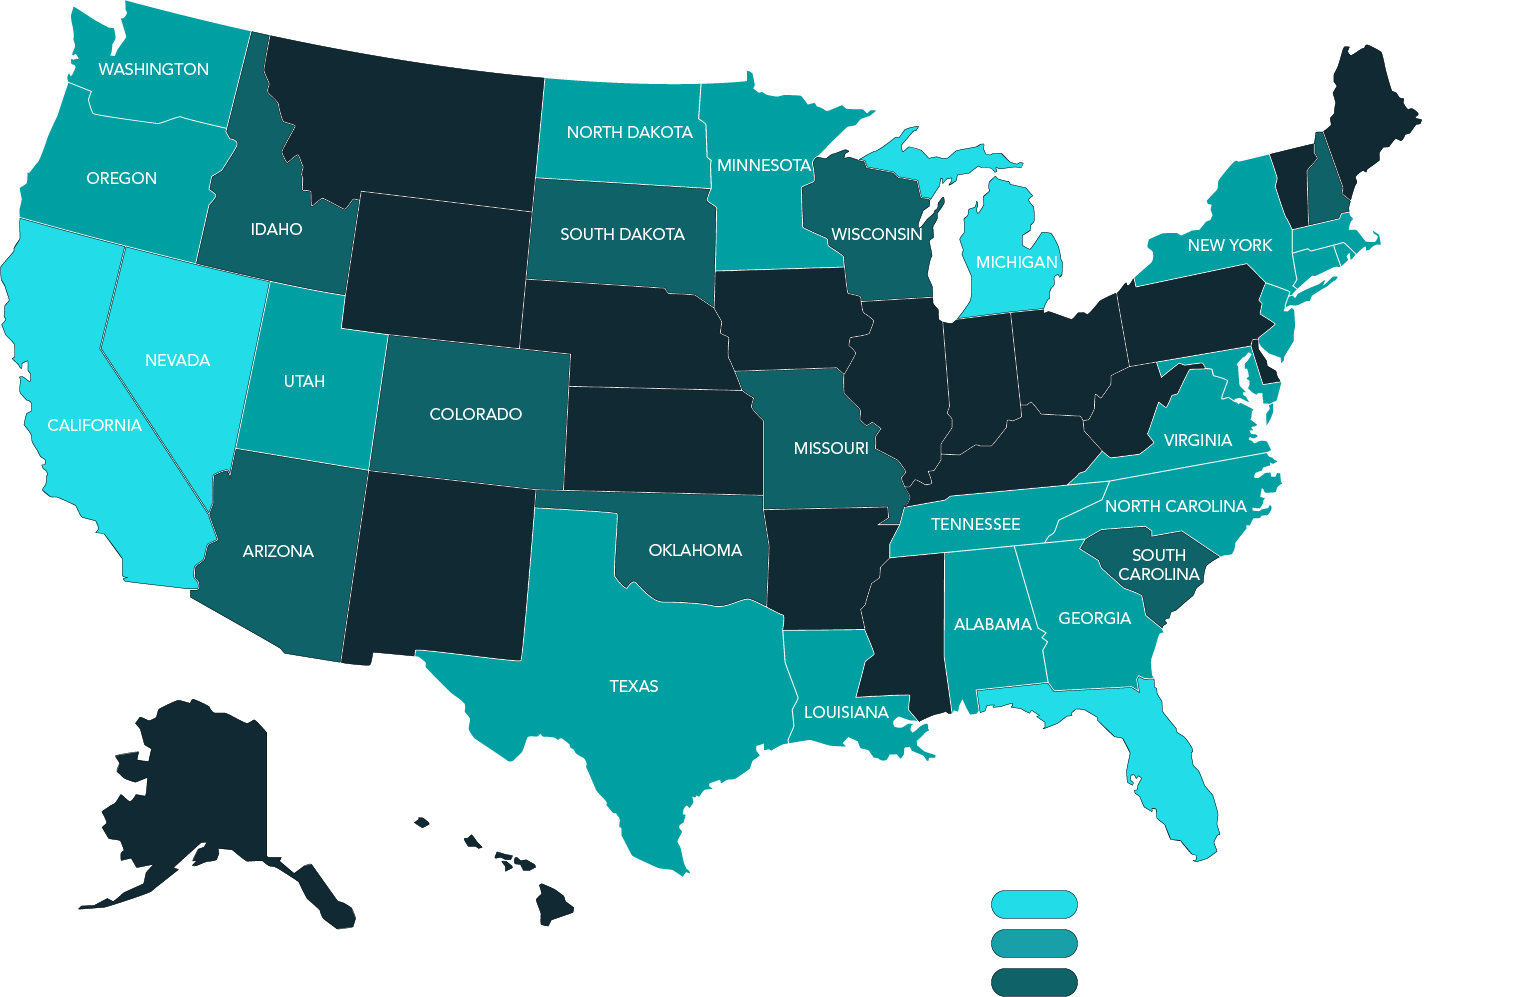 WASHINGTON
NORTH DAKOTA
MINNESOTA
OREGON
IDAHO
SOUTH DAKOTA
WISCONSIN
NEW YORK
MICHIGAN
NEVADA
UTAH
COLORADO
CALIFORNIA
MISSOURI
VIRGINIA
NORTH CAROLINA
TENNESSEE
ARIZONA
OKLAHOMA
SOUTH
CAROLINA
GEORGIA
ALABAMA
TEXAS
LOUISIANA